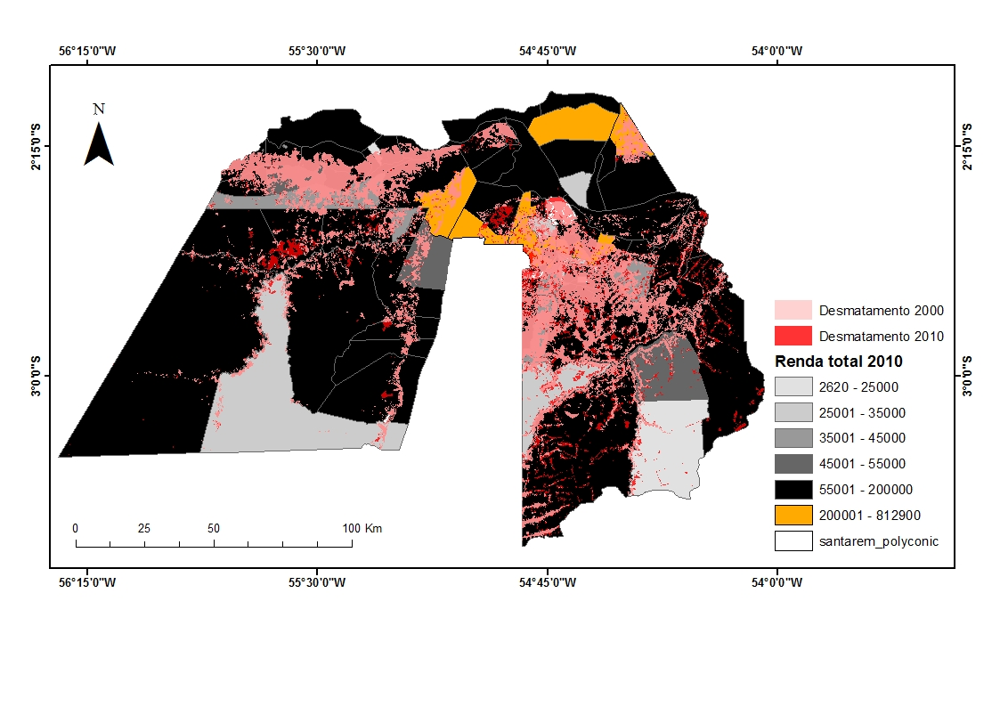 56°15'0"W 55°30'0"W 54°45'0"W 54°0'0"W
N
2°15'0"S
2°15'0"S
3°0'0"S
3°0'0"S
Desmatamento 2000
Desmatamento 2010
Renda total 2010
2620 - 25000
25001 - 35000
35001 - 45000
45001 - 55000
55001 - 200000
200001 - 812900
santarem_polyconic
0 25 50 100 Km
56°15'0"W 55°30'0"W 54°45'0"W 54°0'0"W